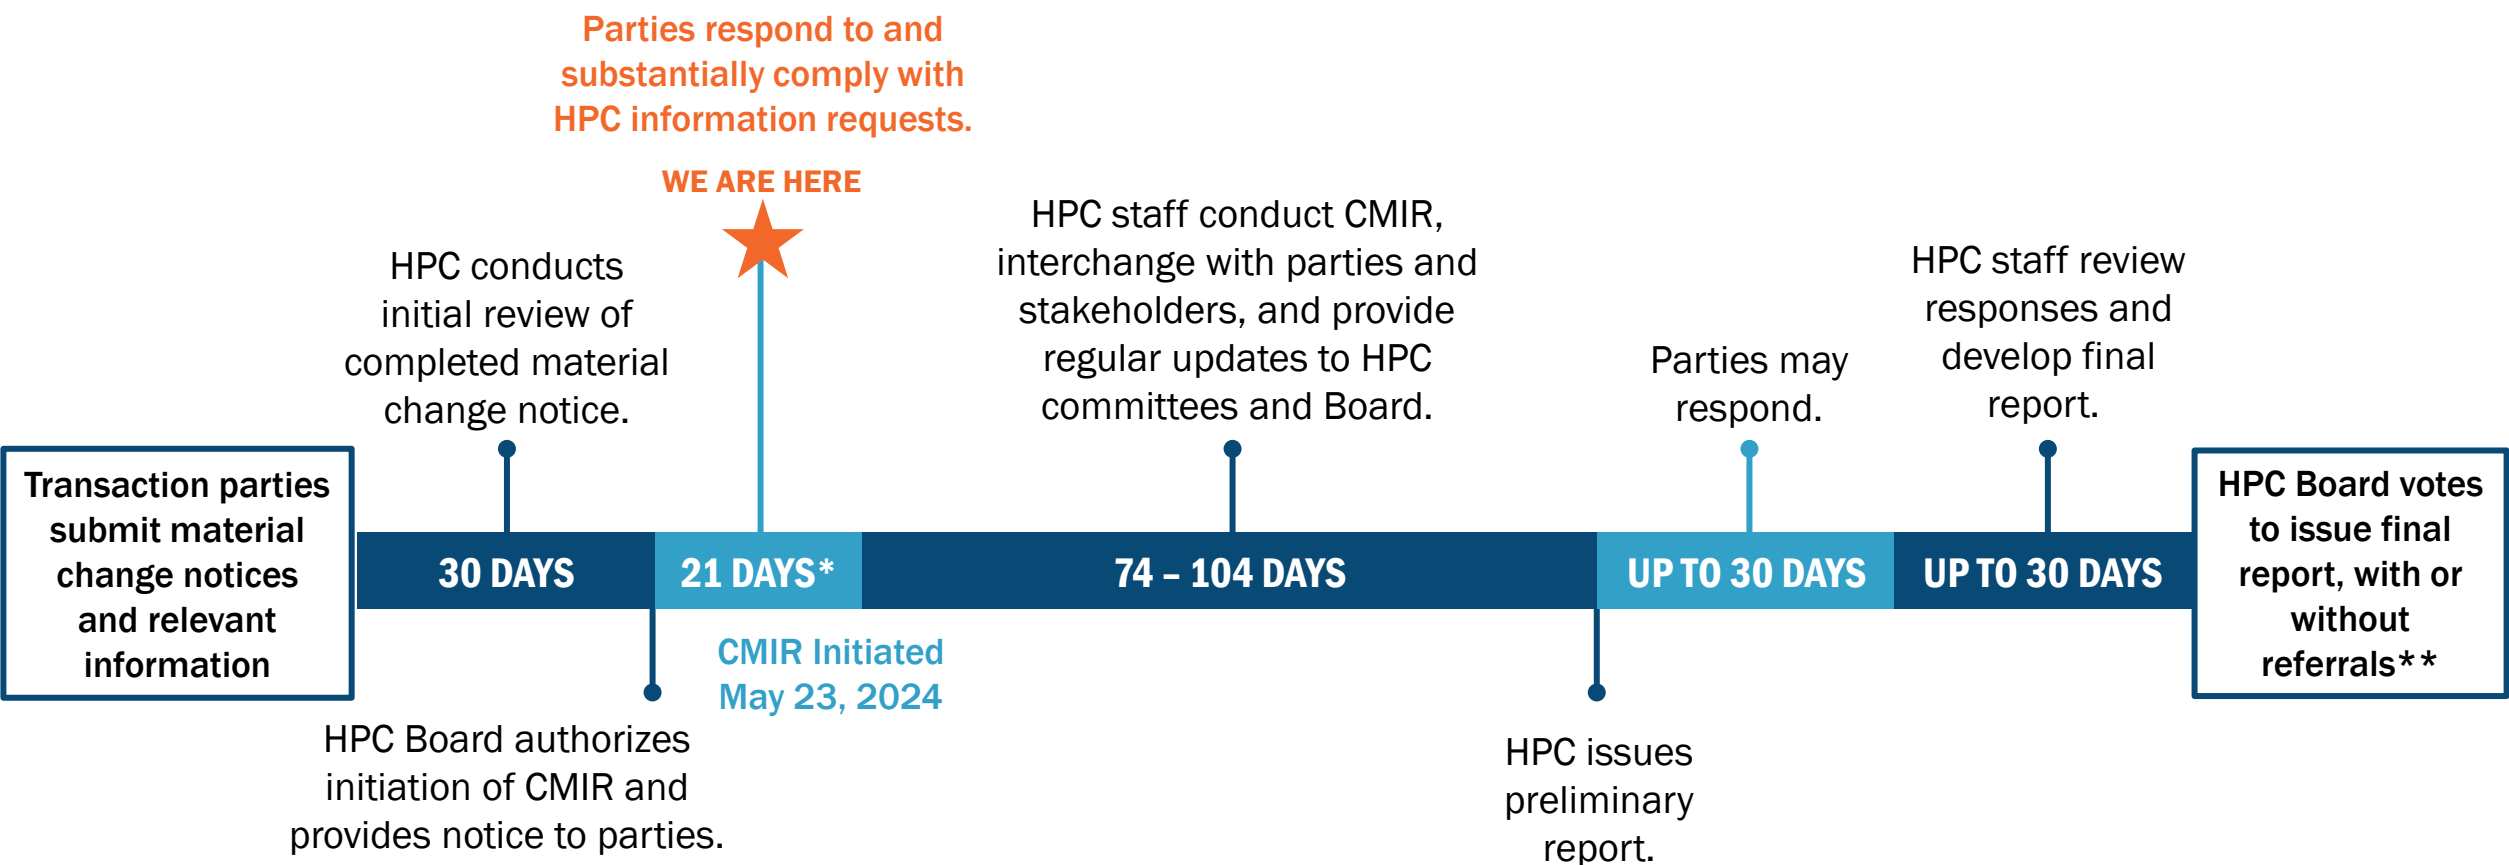 Parties respond to and
substantially comply with
HPC information requests.
WE ARE HERE
HPC conducts
initial review of
completed material
change notice.
HPC staff conduct CMIR,
interchange with parties and
stakeholders, and provide
regular updates to HPC
committees and Board.
Parties may
respond.
HPC staff review
responses and
develop final
report.
Transaction parties
submit material
change notices
and relevant
information
30 DAYS
21 DAYS*
74 – 104 DAYS
UP TO 30 DAYS
UP TO 30 DAYS
HPC Board votes
to issue final
report, with or
without
referrals**
CMIR Initiated
May 23, 2024
HPC Board authorizes
initiation of CMIR and
provides notice to parties.
HPC issues
preliminary
report.